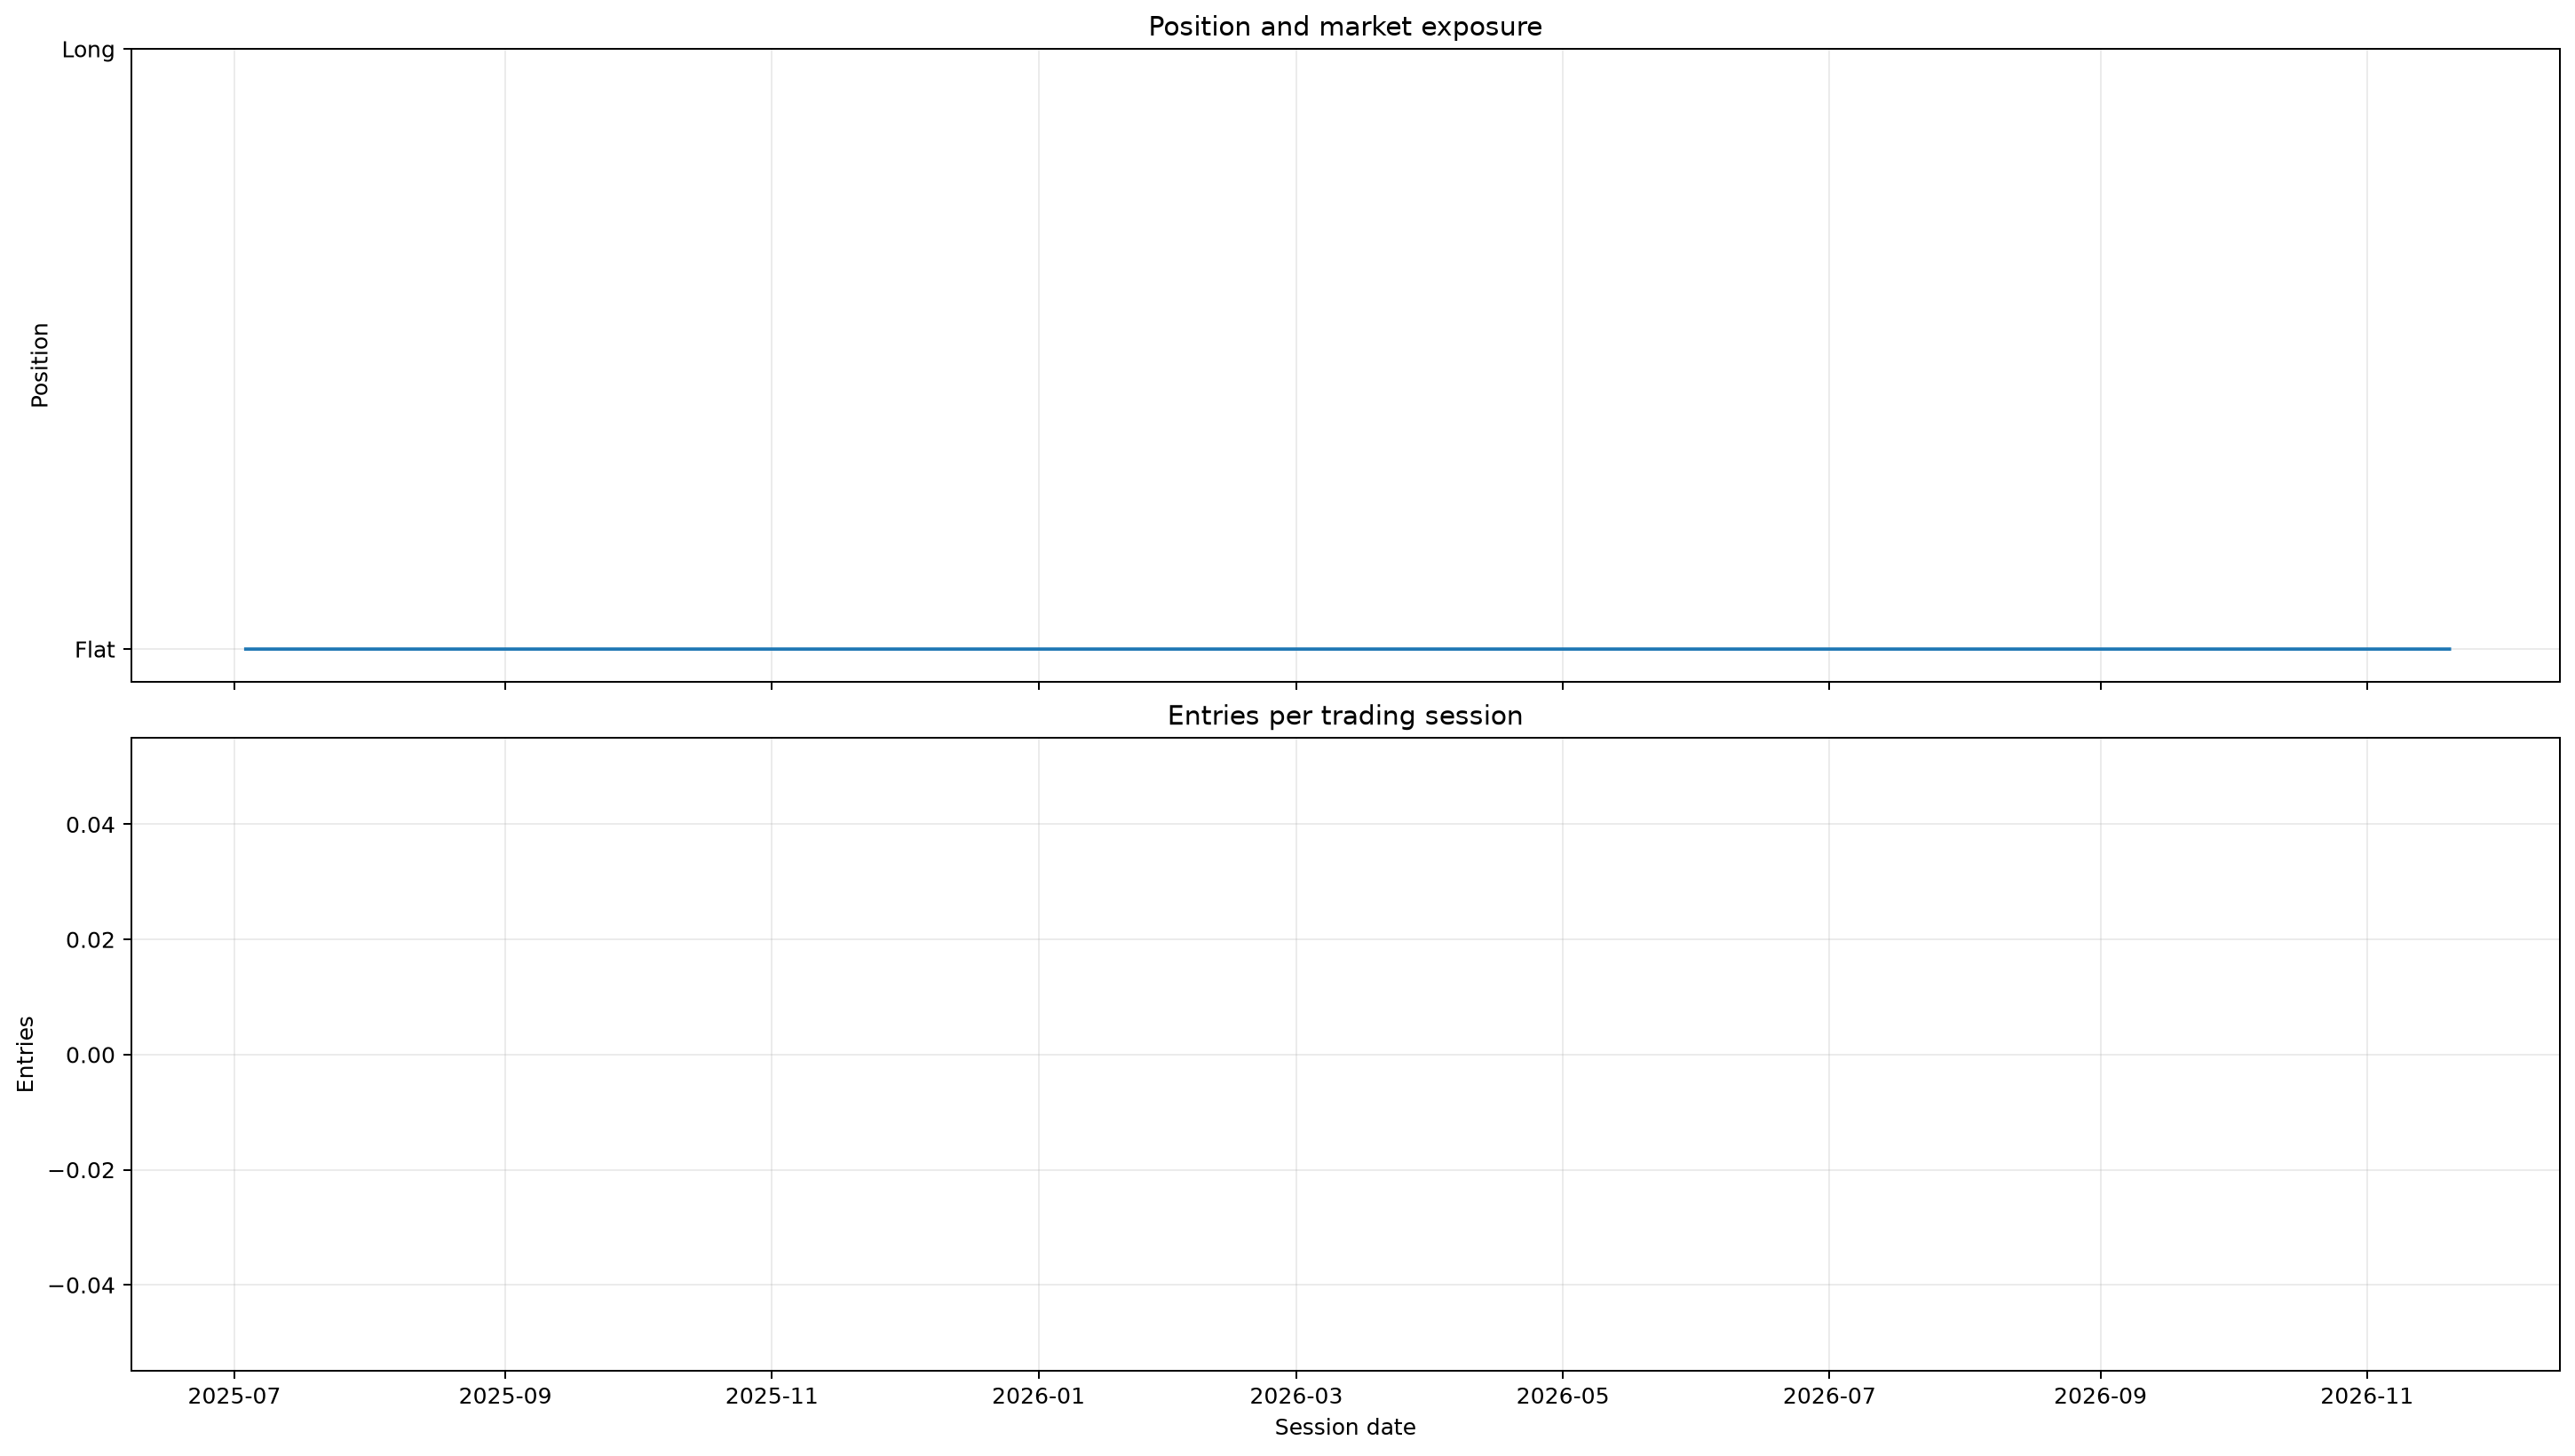 Position and market exposure
Long
Position
Flat
Entries per trading session
0.04
0.02
Entries
0.00
−0.02
−0.04
2025-07 2025-09 2025-11 2026-01 2026-03 2026-05 2026-07 2026-09 2026-11
Session date